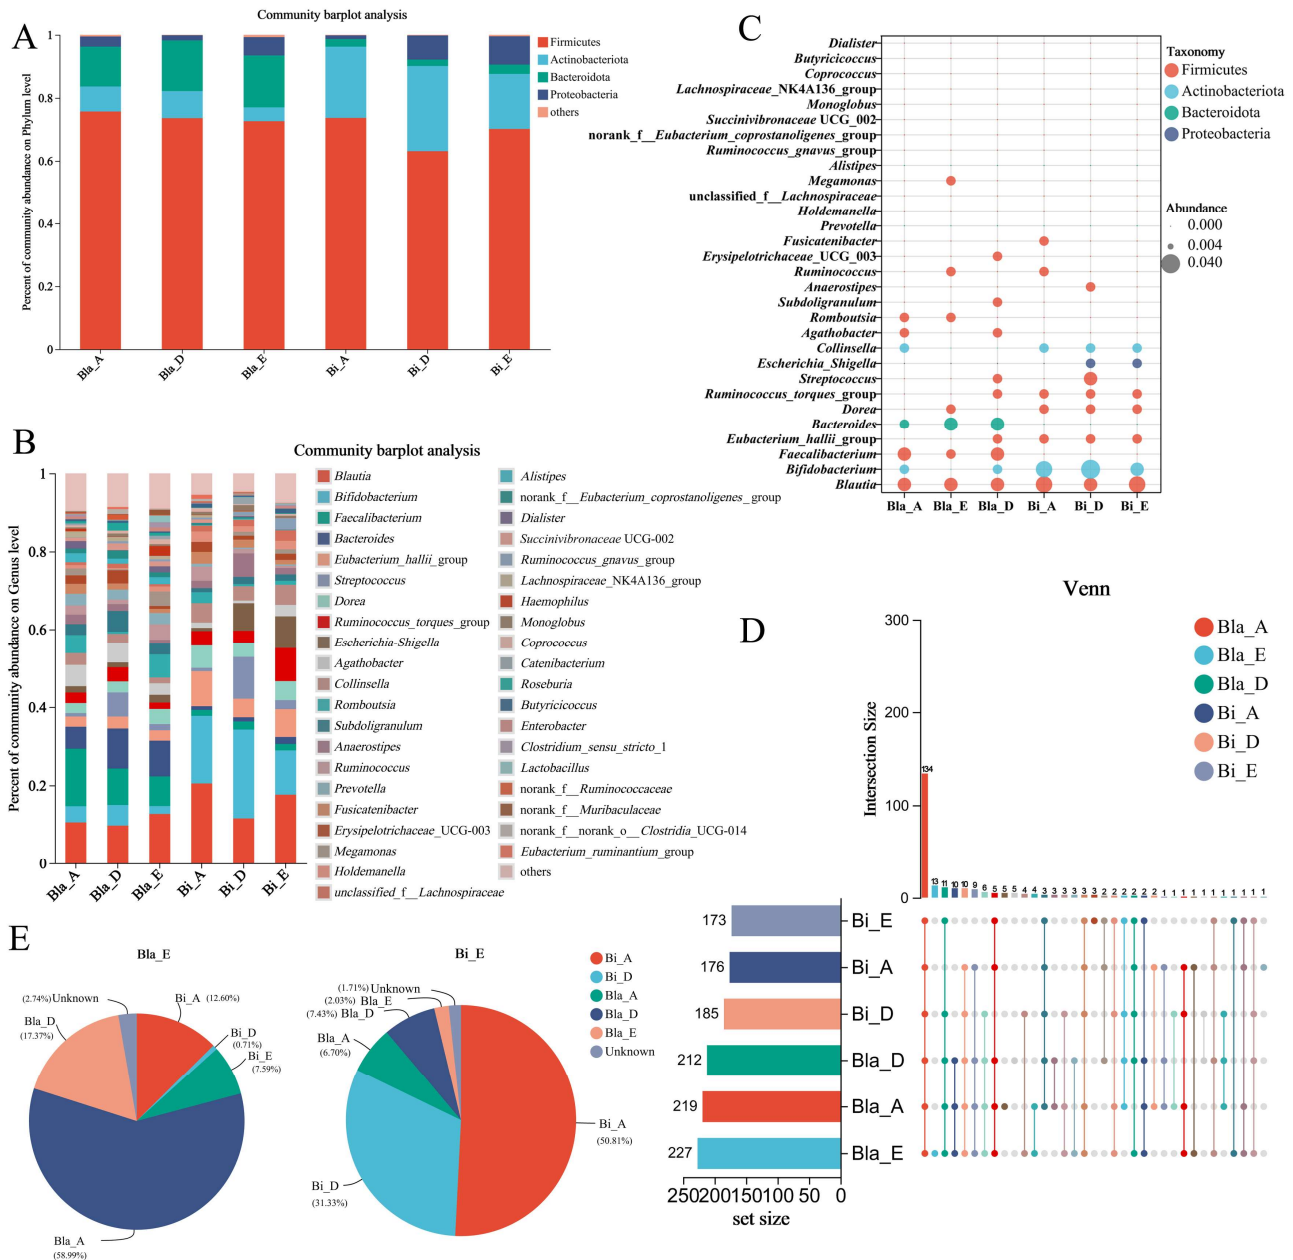 A
Community barplot analysis
Percent of community abundance on Phylum level
1
0.8
0.6
0.4
0.2
0
Bla_A
Bla_D
Bla_E
Bi_A
Bi_D
Bi_E
Firmicutes
Actinobacteriota
Bacteroidota
Proteobacteria
others
B
Community barplot analysis
Percent of community abundance on Genus level
1
0.8
0.6
0.4
0.2
0
Bla_A
Bla_D
Bla_E
Bi_A
Bi_D
Bi_E
Blautia
Bifidobacterium
Faecalibacterium
Bacteroides
Eubacterium_hallii_group
Streptococcus
Dorea
Ruminococcus_torques_group
Escherichia-Shigella
Agathobacter
Collinsella
Romboutsia
Subdoligranulum
Anaerostipes
Ruminococcus
Prevotella
Fusicatenibacter
Erysipelotrichaceae_UCG-003
Megamonas
Holdemanella
unclassified_f_Lachnospiraceae
Alistipes
norank_f__Eubacterium_coprostanoligenes_group
Dialister
Succinivibronaceae UCG-002
Ruminococcus_gnavus_group
Lachnospiraceae_NK4A136_group
Haemophilus
Monoglobus
Coprococcus
Catenibacterium
Roseburia
Butyricicoccus
Enterobacter
Clostridium_sensu_stricto_1
Lactobacillus
norank_f__Ruminococcaceae
norank_f__Muribaculaceae
norank_f__norank_o__Clostridia_UCG-014
Eubacterium_ruminantium_group
others
C
Dialister
Butyricicoccus
Coprococcus
Lachnospiraceae_NK4A136_group
Monoglobus
Succinivibronaceae UCG_002
norank_f__Eubacterium_coprostanoligenes_group
Ruminococcus_gnavus_group
Alistipes
Megamonas
unclassified_f__Lachnospiraceae
Holdemanella
Prevotella
Fusicatenibacter
Erysipelotrichaceae_UCG_003
Ruminococcus
Anaerostipes
Subdoligranulum
Romboutsia
Agathobacter
Collinsella
Escherichia_Shigella
Streptococcus
Ruminococcus_torques_group
Dorea
Bacteroides
Eubacterium_hallii_group
Faecalibacterium
Bifidobacterium
Blautia
Bla_A
Bla_E
Bla_D
Bi_A
Bi_D
Bi_E
Taxonomy
Firmicutes
Actinobacteriota
Bacteroidota
Proteobacteria
Abundance
0.000
0.004
0.040
D
Venn
Intersection Size
300
200
100
0
134 13 11 10 10 9 6 5 5 5 4 4 3 3 3 3 3 3 2 2 2 2 2 2 1 1 1 1 1 1 1 1 1 1 1
Bla_A
Bla_E
Bla_D
Bi_A
Bi_D
Bi_E
173 Bi_E
176 Bi_A
185 Bi_D
212 Bla_D
219 Bla_A
227 Bla_E
250 200 150 100 50 0
set size
E
Bla_E
(2.74%) Unknown
Bi_A (12.60%)
Bla_D
(17.37%)
Bi_D
(0.71%)
Bi_E
(7.59%)
Bla_A
(58.99%)
Bi_E
(1.71%) Unknown
(2.03%) Bla_E
(7.43%) Bla_D
Bla_A
(6.70%)
Bi_D
(31.33%)
Bi_A
(50.81%)
Bi_A
Bi_D
Bla_A
Bla_D
Bla_E
Unknown